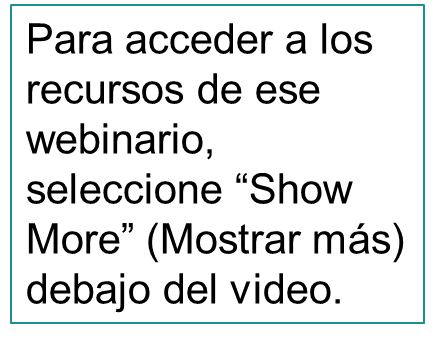 Para acceder a los
recursos de ese
webinario,
seleccione “Show
More” (Mostrar más)
debajo del video.